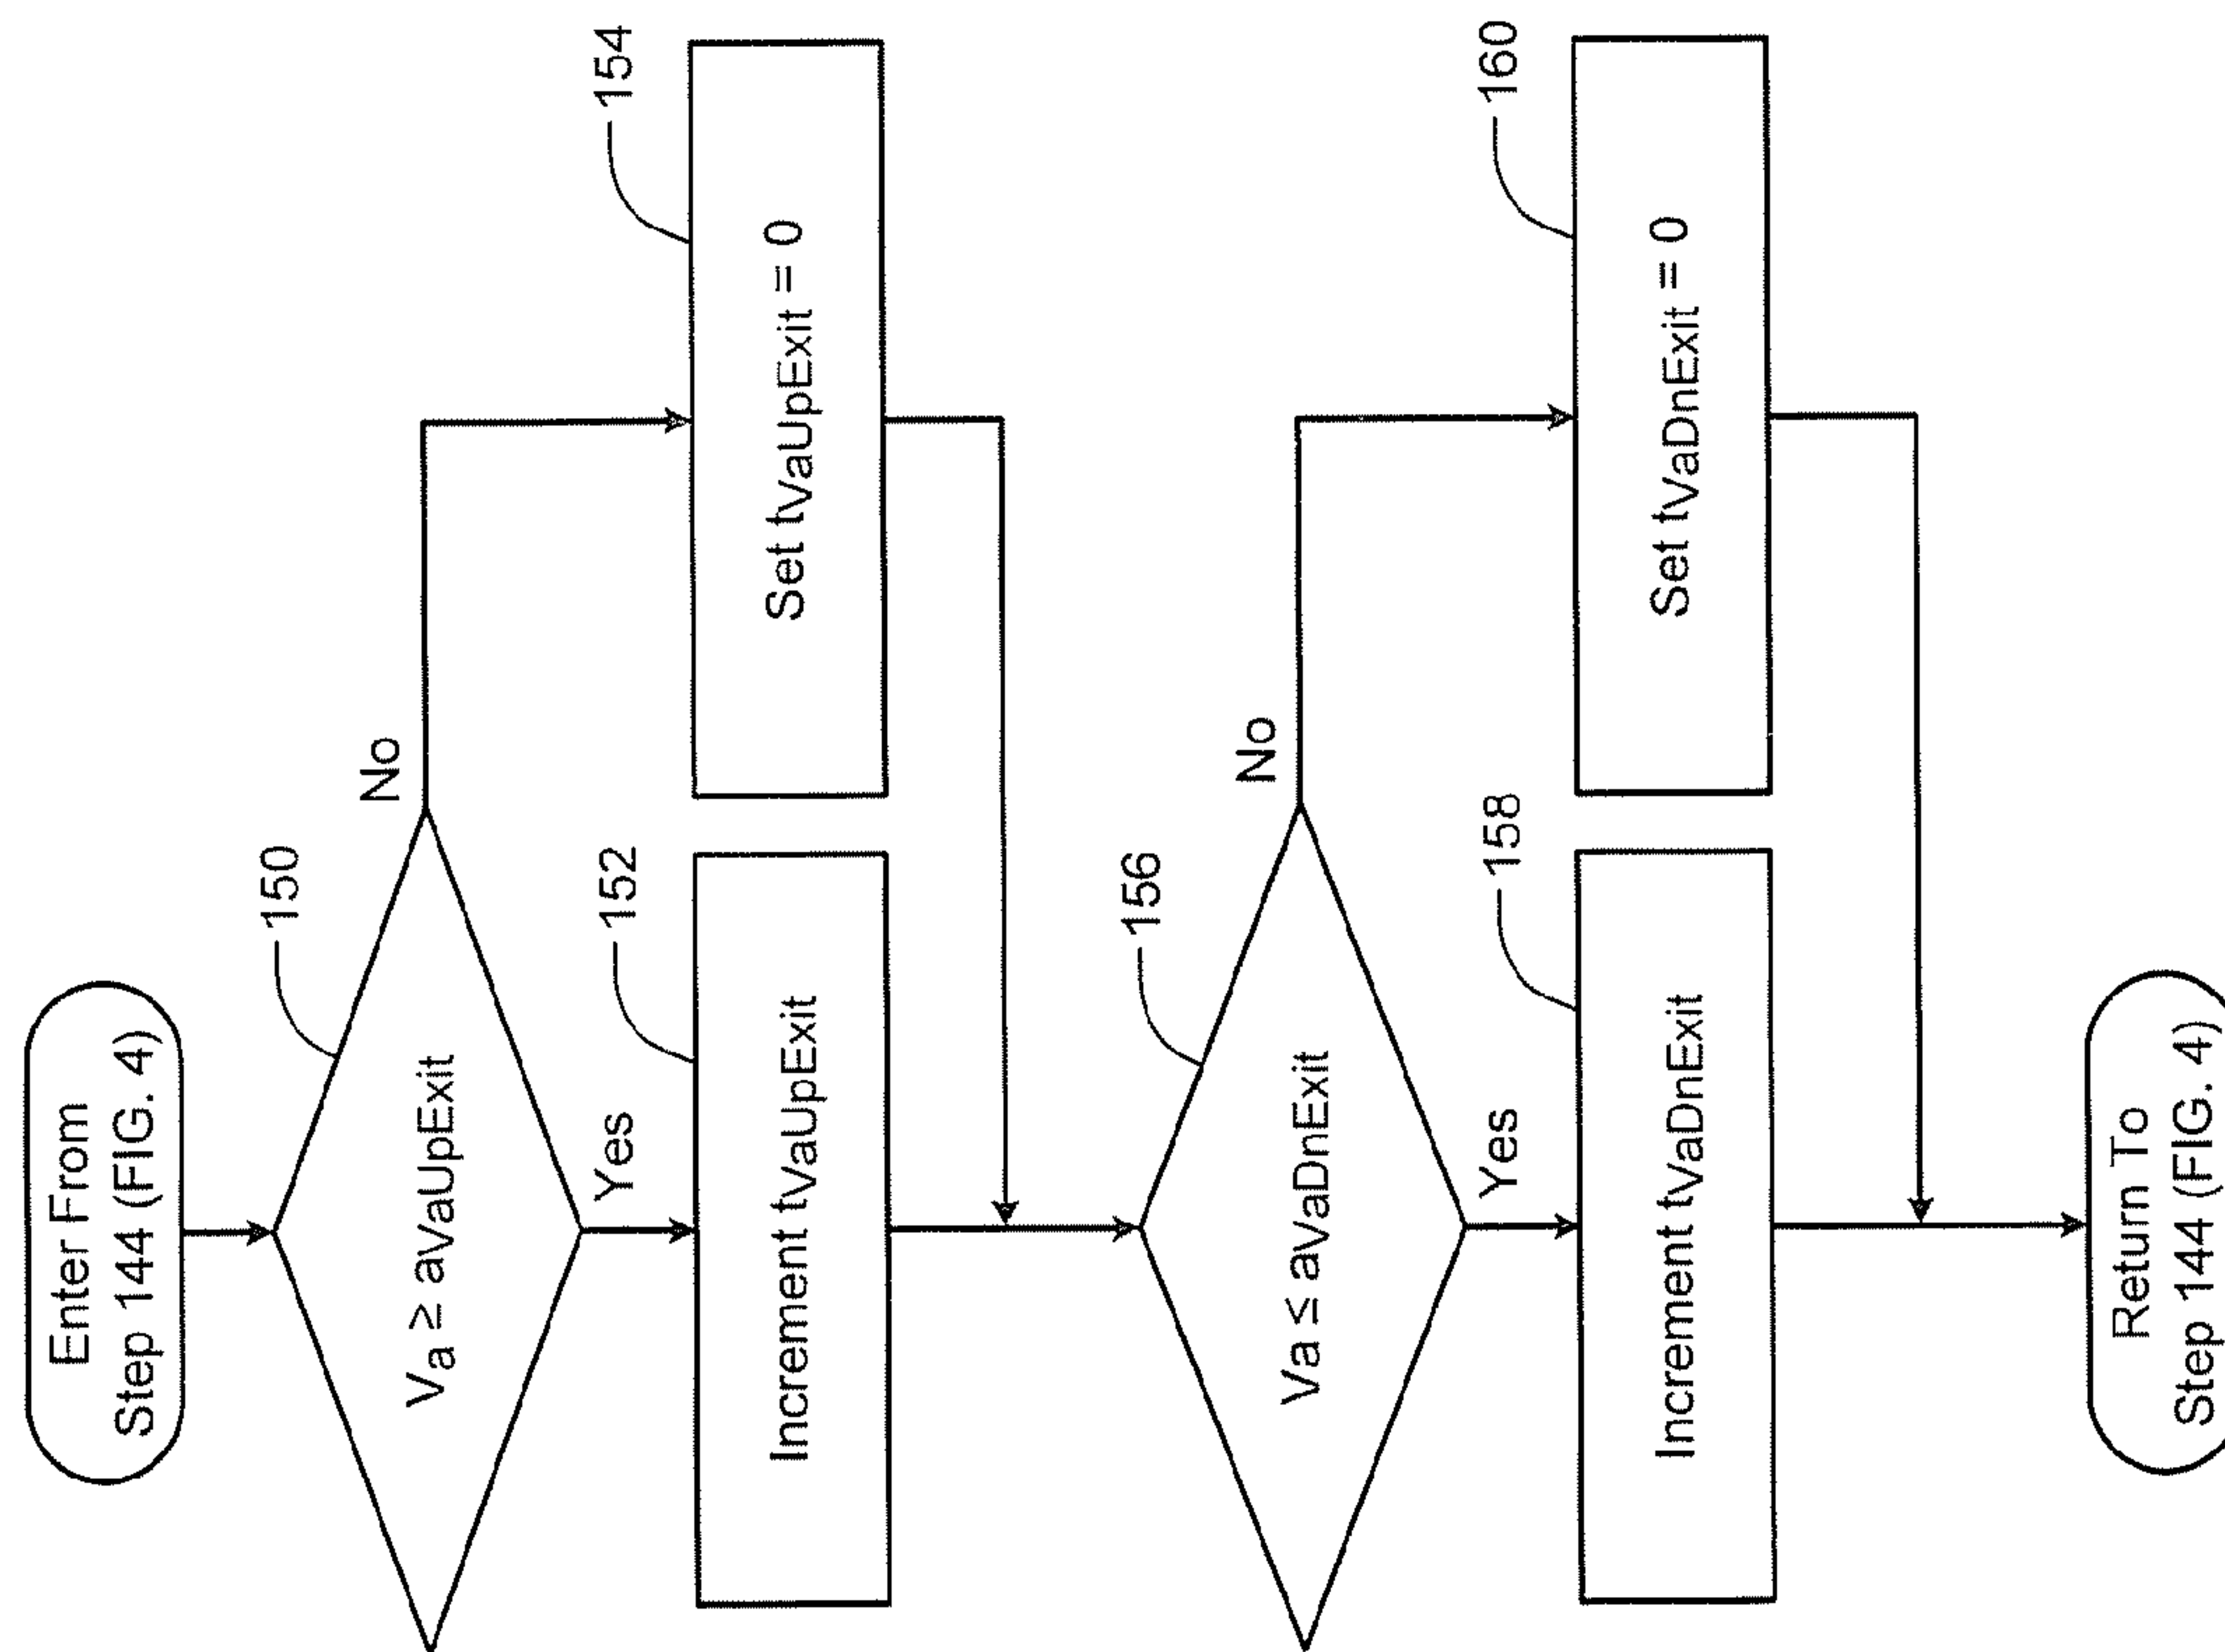 Enter From
Step 144 (FIG. 4)
150
Va ≥ aVaUpExit
No
Yes
152
Increment tVaUpExit
154
Set tVaUpExit = 0
156
Va ≤ aVaDnExit
No
Yes
158
Increment tVaDnExit
160
Set tVaDnExit = 0
Return To
Step 144 (FIG. 4)